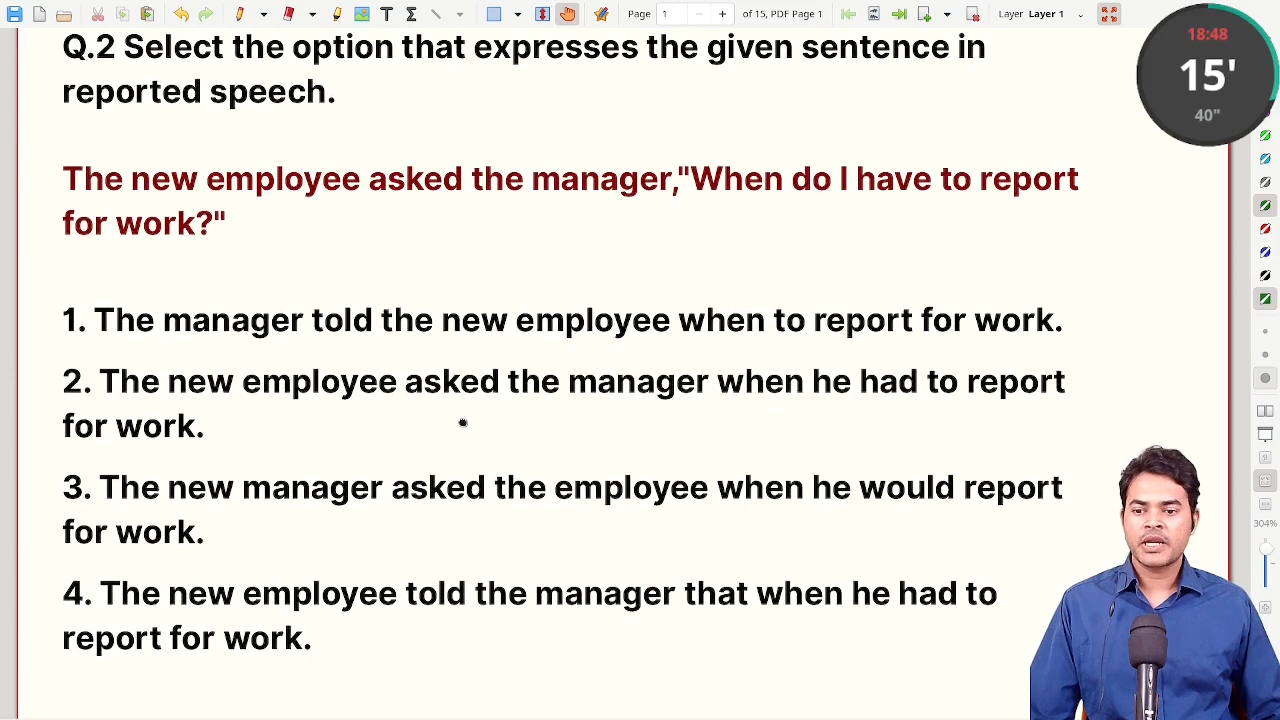 Page 1 of 15, PDF Page 1 Layer Layer 1
18:48
15'
40"
Q.2 Select the option that expresses the given sentence in
reported speech.
The new employee asked the manager,"When do I have to report
for work?"
1. The manager told the new employee when to report for work.
2. The new employee asked the manager when he had to report
for work.
3. The new manager asked the employee when he would report
for work.
4. The new employee told the manager that when he had to
report for work.
304%